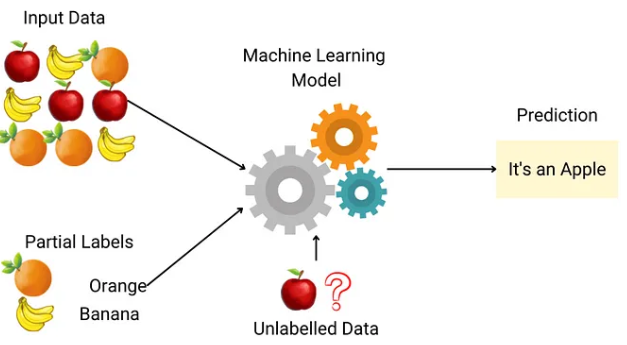 Input Data
Machine Learning
Model
Prediction
It's an Apple
Partial Labels
Orange
Banana
Unlabelled Data